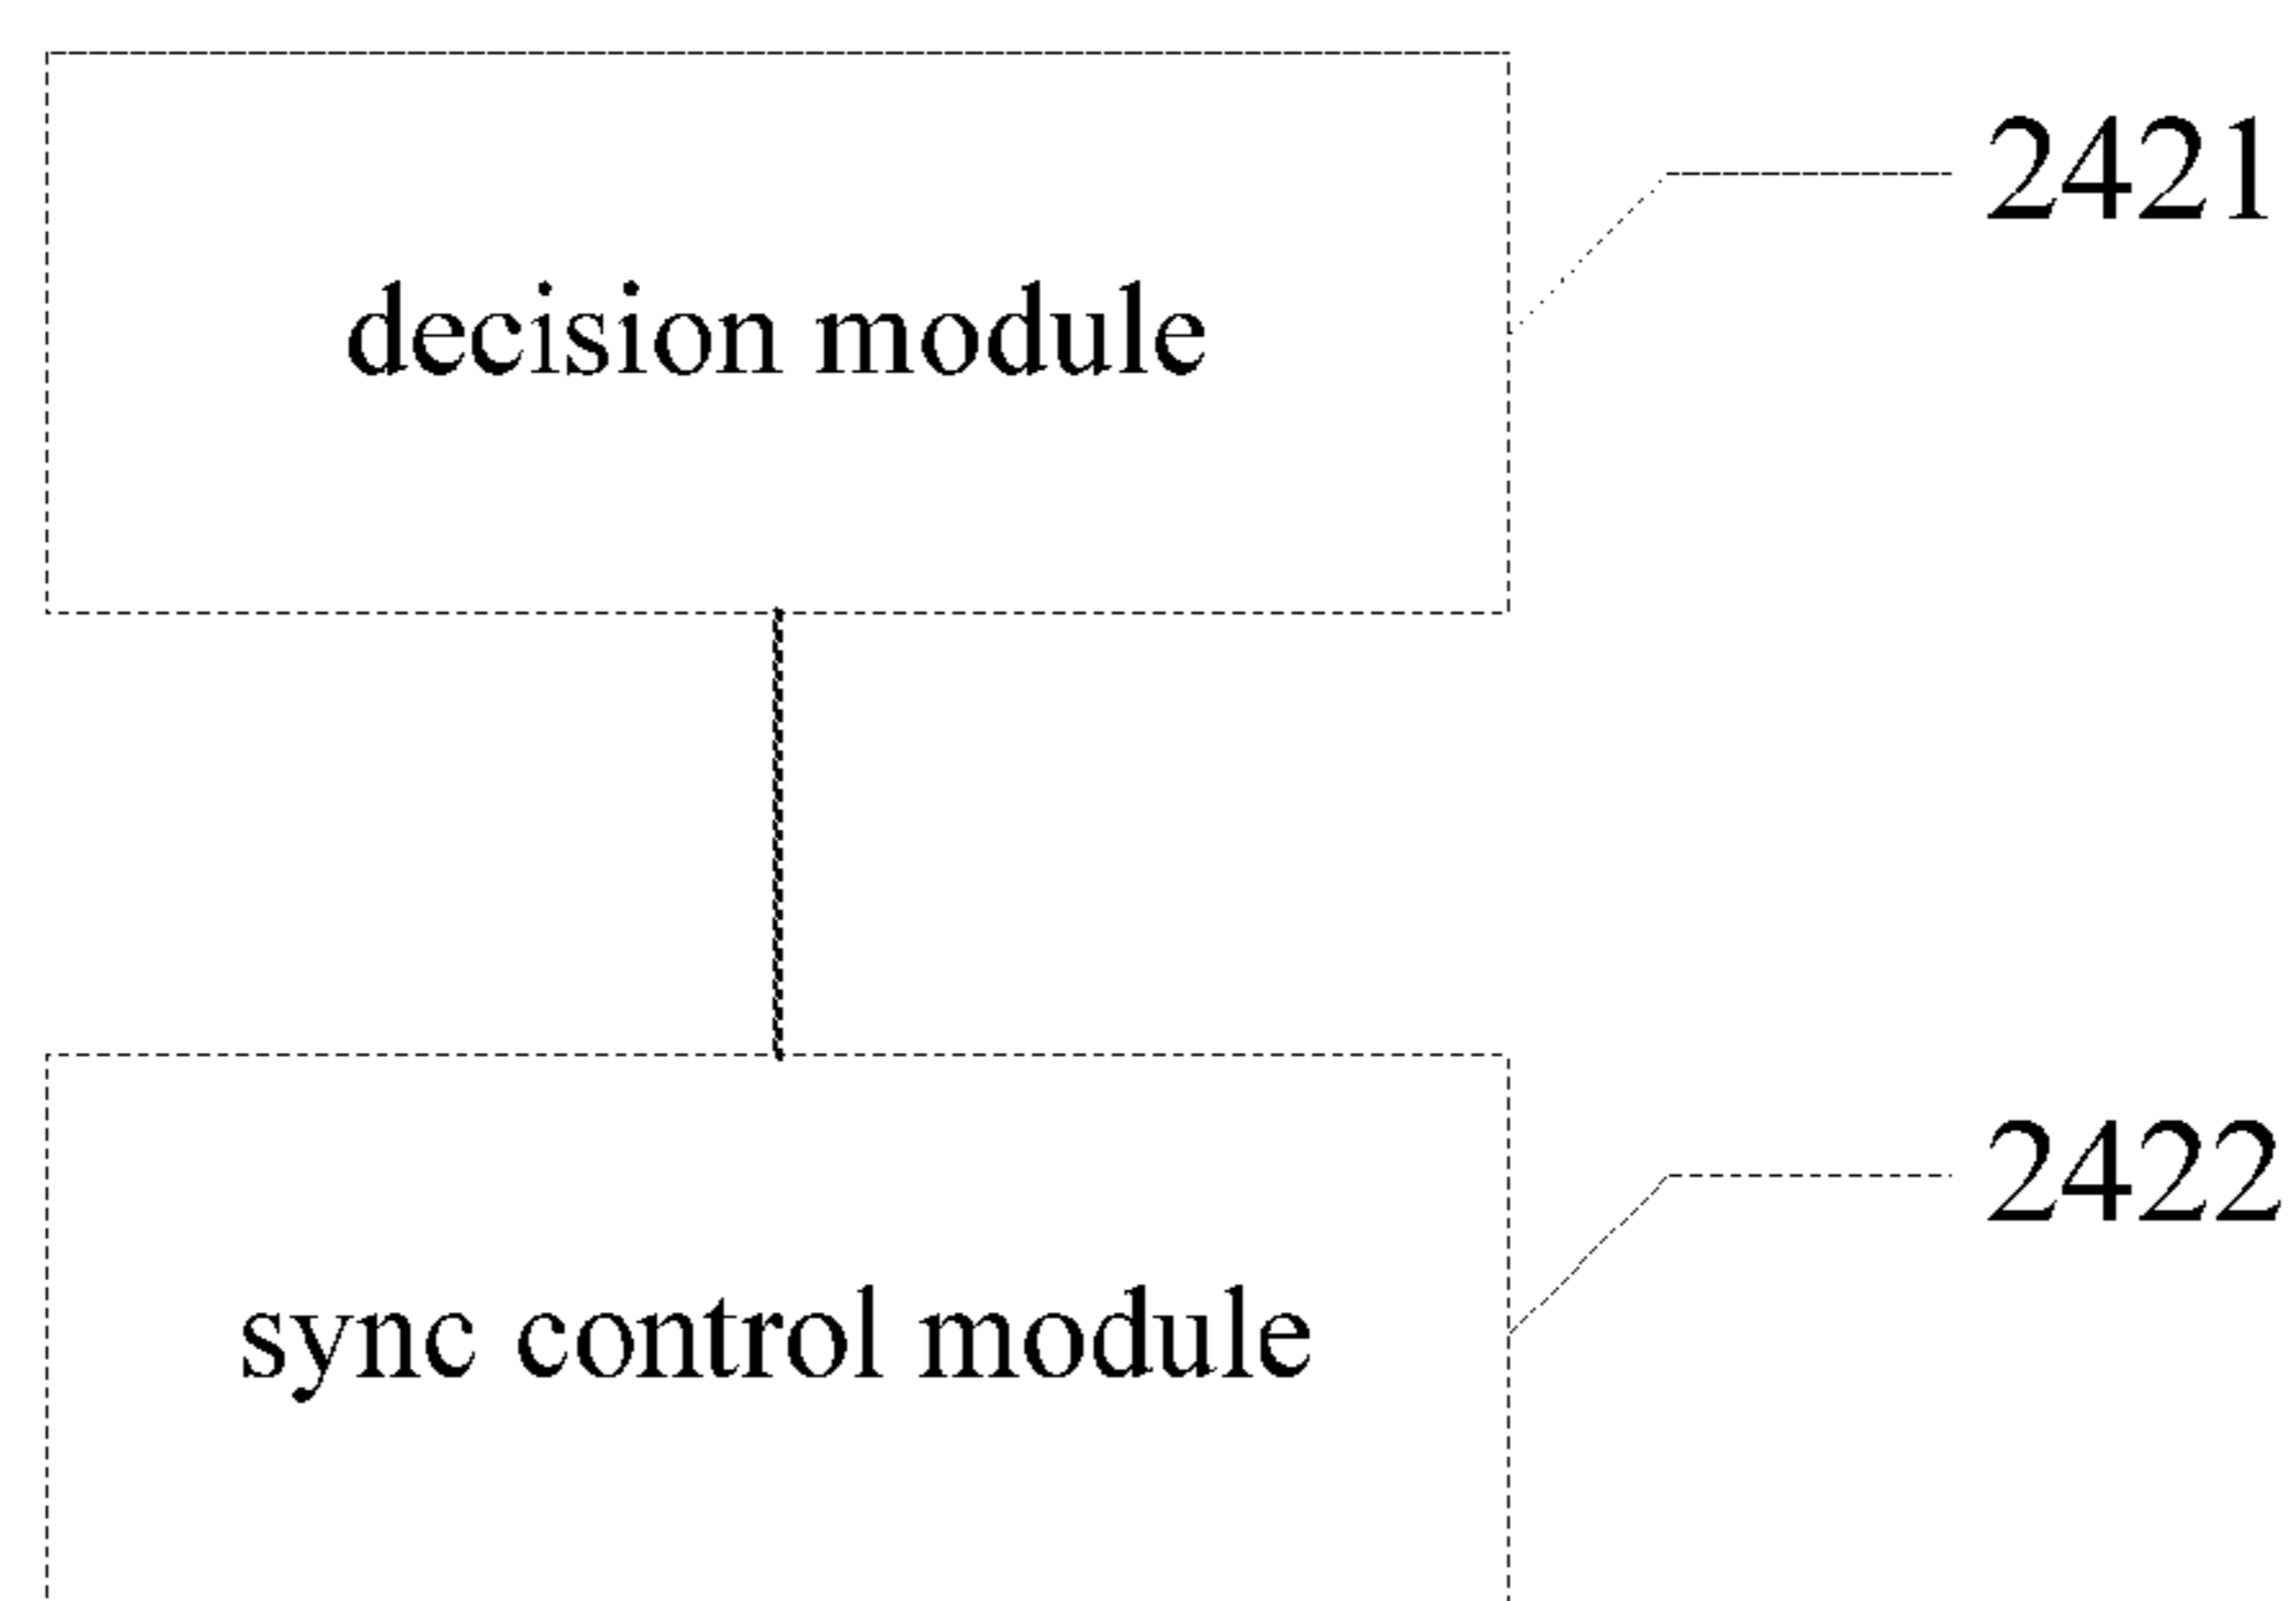 2421
decision module
2422
sync control module